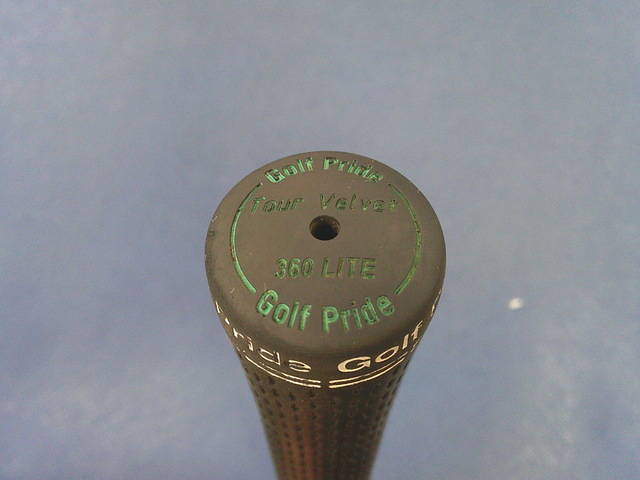 Golf Pride
Tour Velvet
360 LITE
Golf Pride
Pride Golf